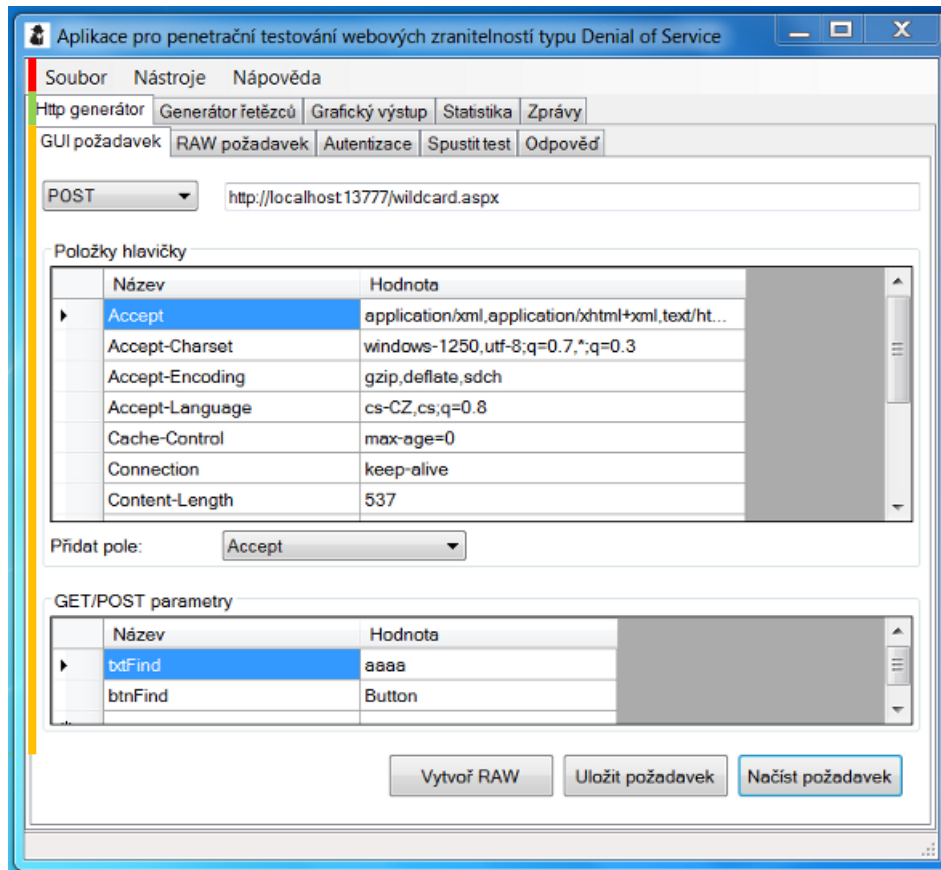 Aplikace pro penetrační testování webových zranitelností typu Denial of Service
Soubor Nástroje Nápověda
Http generátor Generátor řetězců Grafický výstup Statistika Zprávy
GUI požadavek RAW požadavek Autentizace Spustit test Odpověď
POST http://localhost:13777/wildcard.aspx
Položky hlavičky
Název Hodnota
Accept application/xml,application/xhtml+xml,text/ht...
Accept-Charset windows-1250,utf-8;q=0.7,*;q=0.3
Accept-Encoding gzip,deflate,sdch
Accept-Language cs-CZ,cs;q=0.8
Cache-Control max-age=0
Connection keep-alive
Content-Length 537
Přidat pole: Accept
GET/POST parametry
Název Hodnota
txtFind aaaa
btnFind Button
Vytvoř RAW Uložit požadavek Načíst požadavek